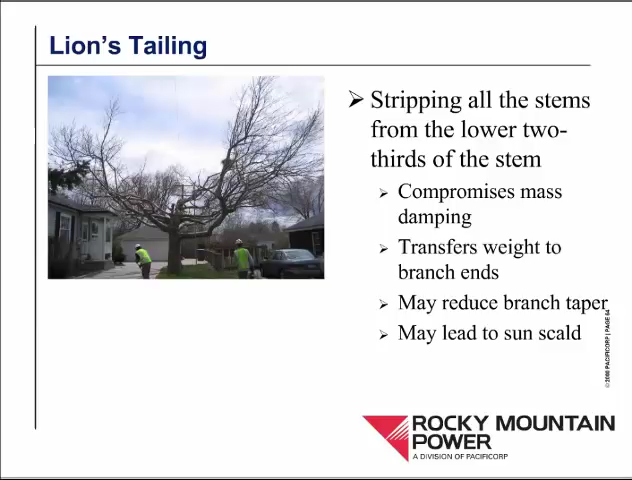 Lion's Tailing
Stripping all the stems
from the lower two-
thirds of the stem
Compromises mass
damping
Transfers weight to
branch ends
May reduce branch taper
May lead to sun scald
© 2008 PACIFICORP | PAGE 54
ROCKY MOUNTAIN
POWER
A DIVISION OF PACIFICORP